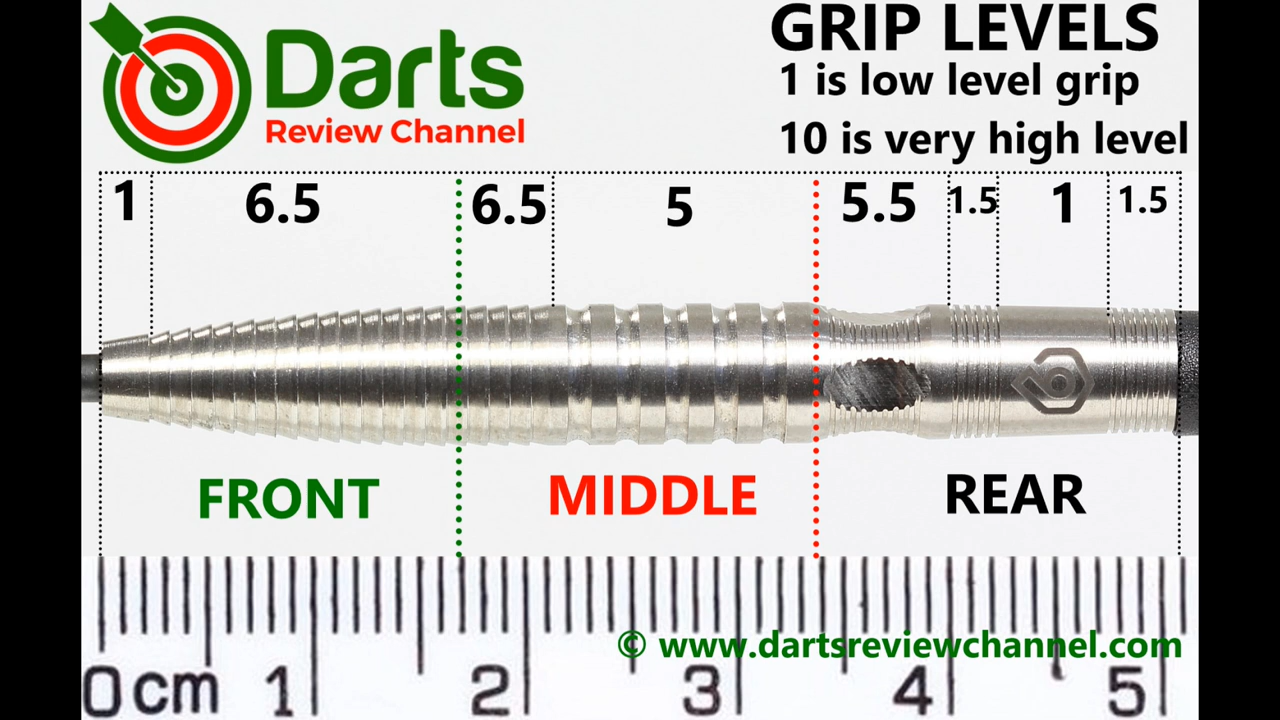 Darts
Review Channel
GRIP LEVELS
1 is low level grip
10 is very high level
1 6.5 6.5 5 5.5 1.5 1 1.5
FRONT MIDDLE REAR
© www.dartsreviewchannel.com
0 cm 1 2 3 4 5